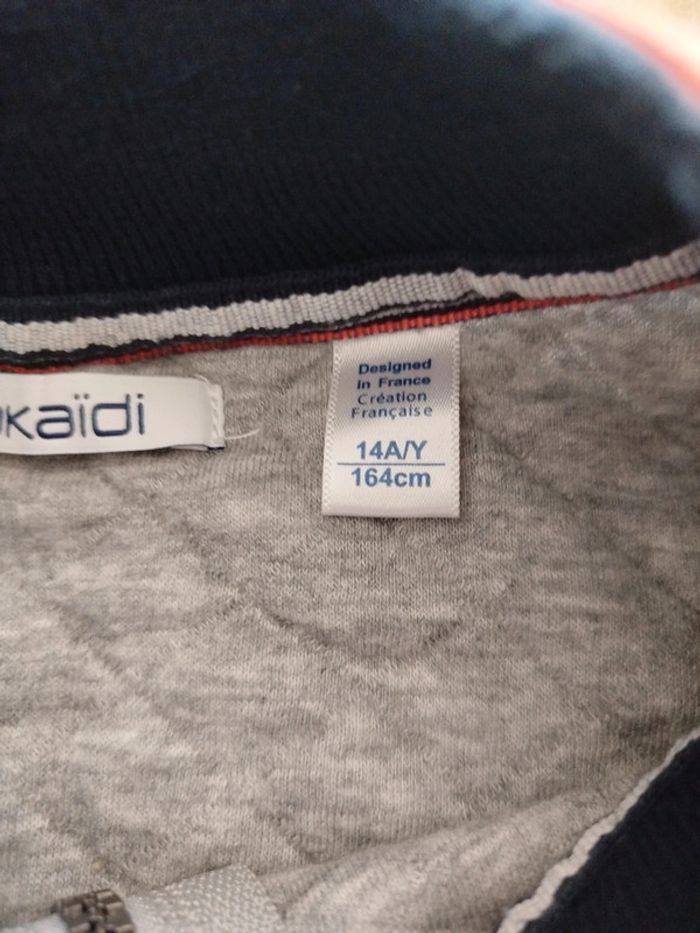 kaïdi
Designed
in France
Création
Française
14A/Y
164cm